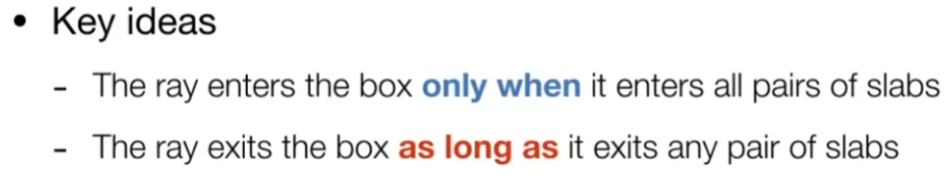 • Key ideas
- The ray enters the box only when it enters all pairs of slabs
- The ray exits the box as long as it exits any pair of slabs